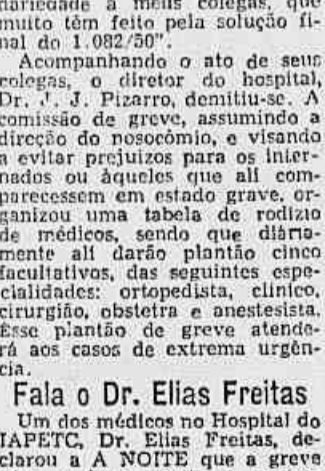 dariedade a meus colegas, que
muito têm feito pela solução fi-
nal do 1.082/50".
Acompanhando o ato de seus
colegas, o diretor do hospital,
Dr. J. J. Pizarro, demitiu-se. A
comissão de greve, assumindo a
direção do nosocômio, e visando
a evitar prejuizos para os inter-
nados ou àqueles que ali com-
parecessem em estado grave, or-
ganizou uma tabela de rodizio
de médicos, sendo que diària-
mente ali darão plantão cinco
facultativos, das seguintes espe-
cialidades: ortopedista, clinico,
cirurgião, obstetra e anestesista.
Esse plantão de greve atende-
rá aos casos de extrema urgên-
cia.
Fala o Dr. Elias Freitas
Um dos médicos no Hospital do
IAPETC, Dr. Elias Freitas, de-
clarou a A NOITE que a greve